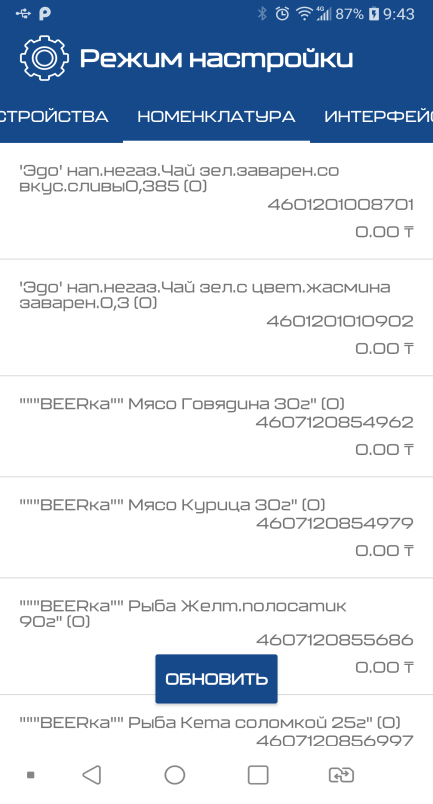 4G 87% 9:43
Режим настройки
СТРОЙСТВА НОМЕНКЛАТУРА ИНТЕРФЕЙС
'Эдо' нап.негаз.Чай зел.заварен.со
вкус.сливы0,385 (0)
4601201008701
0.00 ₸
'Эдо' нап.негаз.Чай зел.с цвет.жасмина
заварен.0,3 (0)
4601201010902
0.00 ₸
"""BEERка"" Мясо Говядина 30г" (0)
4607120854962
0.00 ₸
"""BEERка"" Мясо Курица 30г" (0)
4607120854979
0.00 ₸
"""BEERка"" Рыба Желт.полосатик
90г" (0)
4607120855686
0.00 ₸
ОБНОВИТЬ
"""BEERка"" Рыба Кета соломкой 25г" (0)
4607120856997